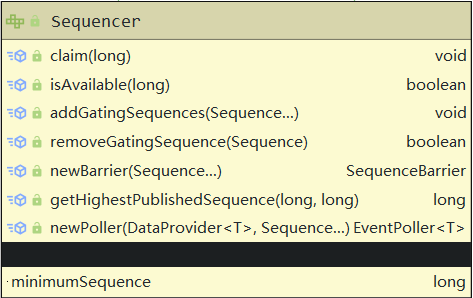 Sequencer
claim(long) void
isAvailable(long) boolean
addGatingSequences(Sequence...) void
removeGatingSequence(Sequence) boolean
newBarrier(Sequence...) SequenceBarrier
getHighestPublishedSequence(long, long) long
newPoller(DataProvider<T>, Sequence...) EventPoller<T>
minimumSequence long